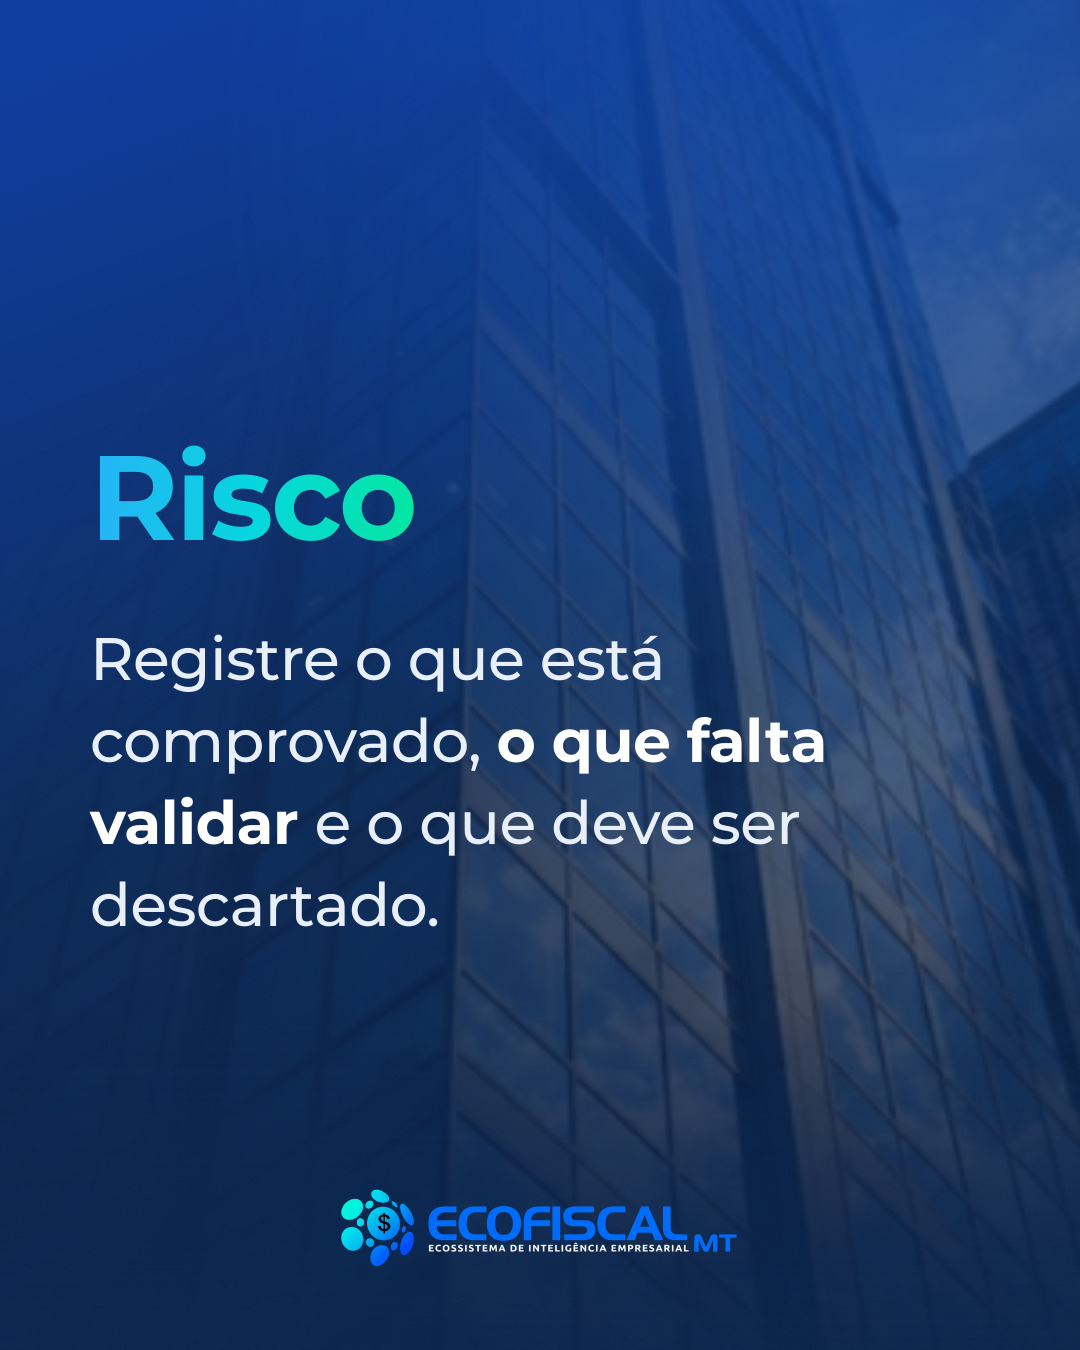 Risco
Registre o que está
comprovado, o que falta
validar e o que deve ser
descartado.
$
ECOFISCAL
ECOSSISTEMA DE INTELIGÊNCIA EMPRESARIAL MT